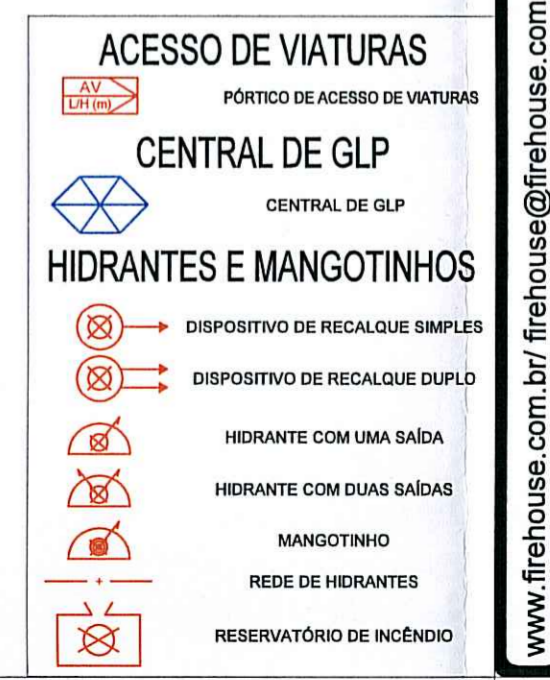 ACESSO DE VIATURAS
AV
L/H (m)
PÓRTICO DE ACESSO DE VIATURAS
CENTRAL DE GLP
CENTRAL DE GLP
HIDRANTES E MANGOTINHOS
DISPOSITIVO DE RECALQUE SIMPLES
DISPOSITIVO DE RECALQUE DUPLO
HIDRANTE COM UMA SAÍDA
HIDRANTE COM DUAS SAÍDAS
MANGOTINHO
REDE DE HIDRANTES
RESERVATÓRIO DE INCÊNDIO
www.firehouse.com.br/ firehouse@firehouse.com